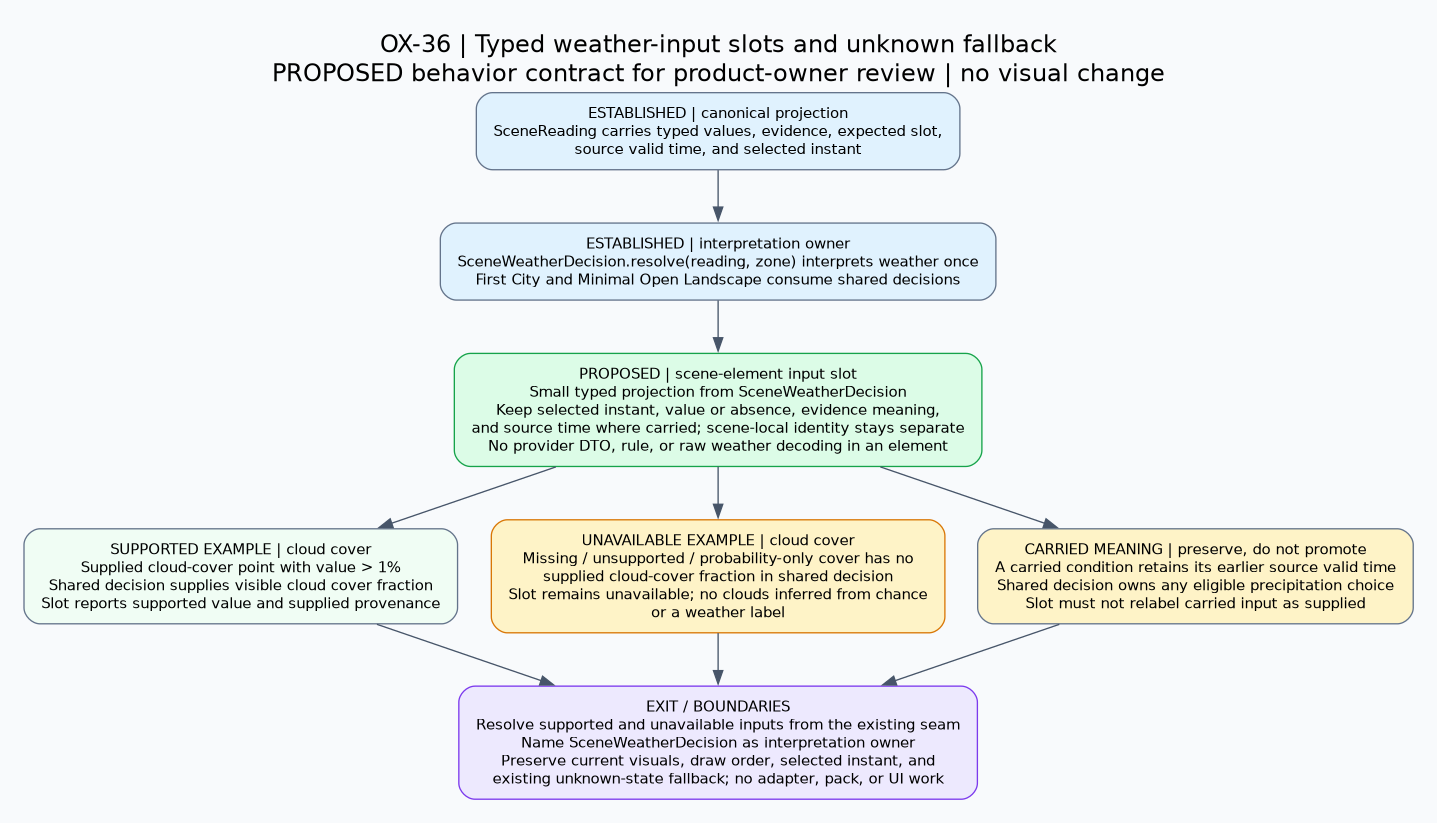 OX-36 | Typed weather-input slots and unknown fallback
PROPOSED behavior contract for product-owner review | no visual change
ESTABLISHED | canonical projection
SceneReading carries typed values, evidence, expected slot,
source valid time, and selected instant
ESTABLISHED | interpretation owner
SceneWeatherDecision.resolve(reading, zone) interprets weather once
First City and Minimal Open Landscape consume shared decisions
PROPOSED | scene-element input slot
Small typed projection from SceneWeatherDecision
Keep selected instant, value or absence, evidence meaning,
and source time where carried; scene-local identity stays separate
No provider DTO, rule, or raw weather decoding in an element
SUPPORTED EXAMPLE | cloud cover
Supplied cloud-cover point with value > 1%
Shared decision supplies visible cloud cover fraction
Slot reports supported value and supplied provenance
UNAVAILABLE EXAMPLE | cloud cover
Missing / unsupported / probability-only cover has no
supplied cloud-cover fraction in shared decision
Slot remains unavailable; no clouds inferred from chance
or a weather label
CARRIED MEANING | preserve, do not promote
A carried condition retains its earlier source valid time
Shared decision owns any eligible precipitation choice
Slot must not relabel carried input as supplied
EXIT / BOUNDARIES
Resolve supported and unavailable inputs from the existing seam
Name SceneWeatherDecision as interpretation owner
Preserve current visuals, draw order, selected instant, and
existing unknown-state fallback; no adapter, pack, or UI work